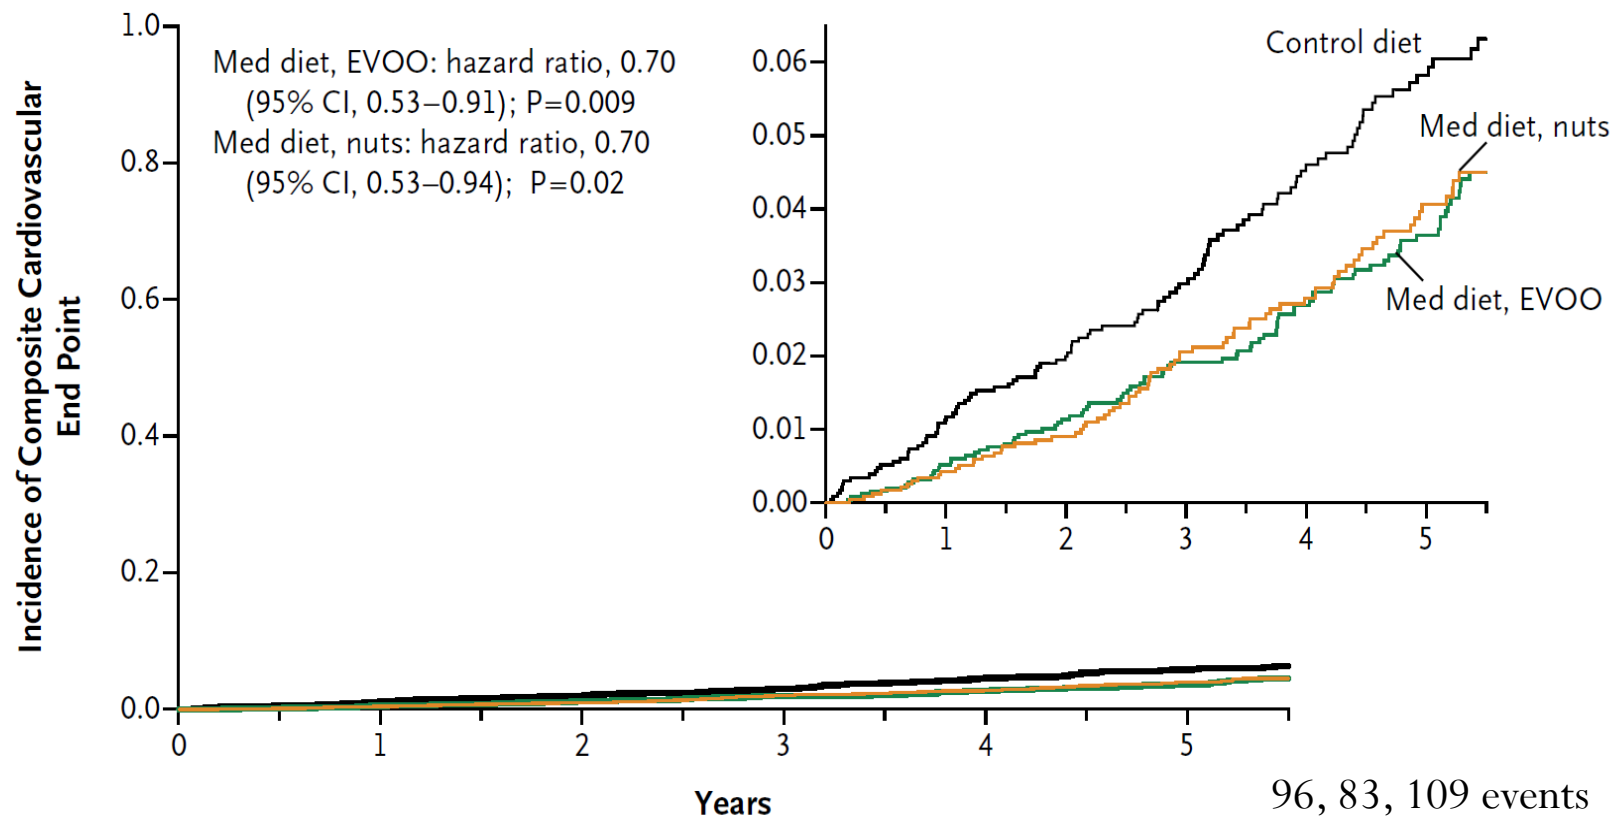 Incidence of Composite Cardiovascular
End Point
1.0
0.8
0.6
0.4
0.2
0.0
Med diet, EVOO: hazard ratio, 0.70
(95% CI, 0.53–0.91); P=0.009
Med diet, nuts: hazard ratio, 0.70
(95% CI, 0.53–0.94); P=0.02
0.06
0.05
0.04
0.03
0.02
0.01
0.00
Control diet
Med diet, nuts
Med diet, EVOO
0 1 2 3 4 5
0 1 2 3 4 5
Years
96, 83, 109 events